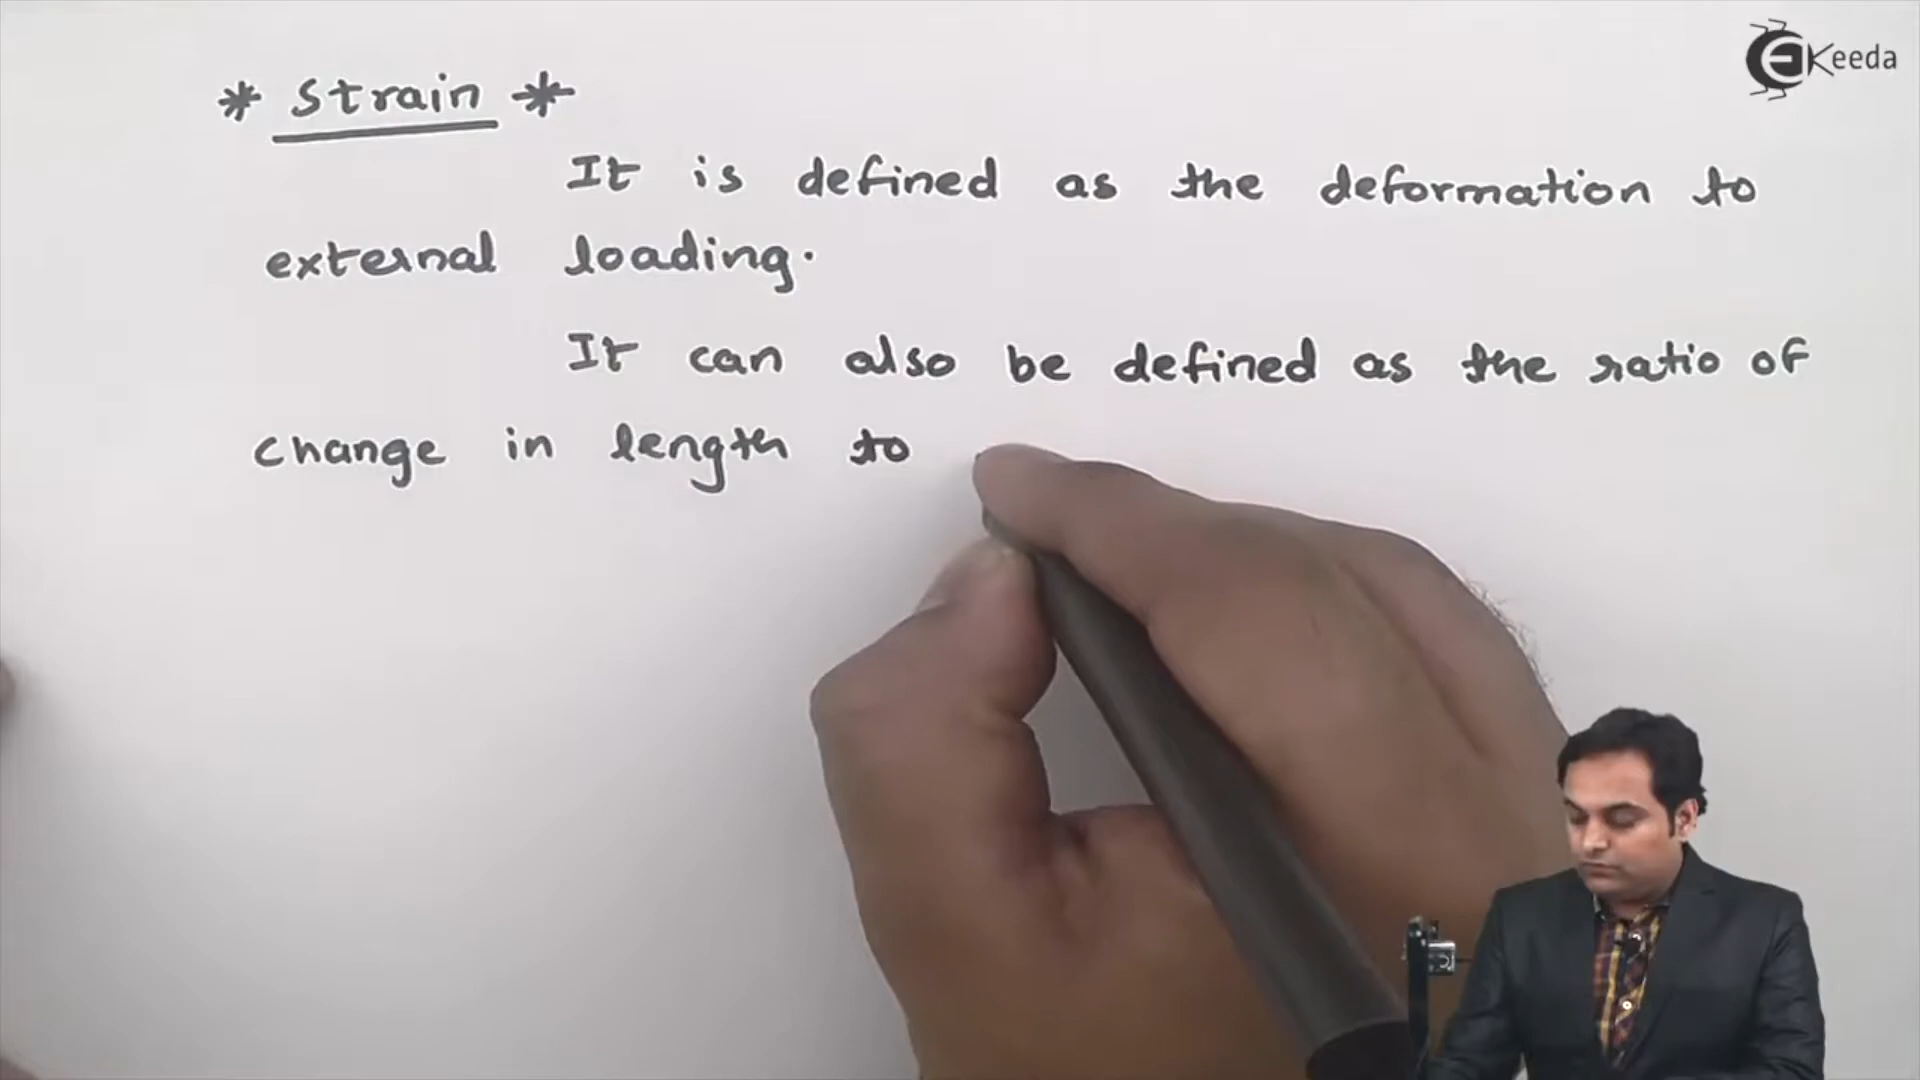 * Strain *
Ekeeda
It is defined as the deformation to
external loading.
It can also be defined as the ratio of
change in length to